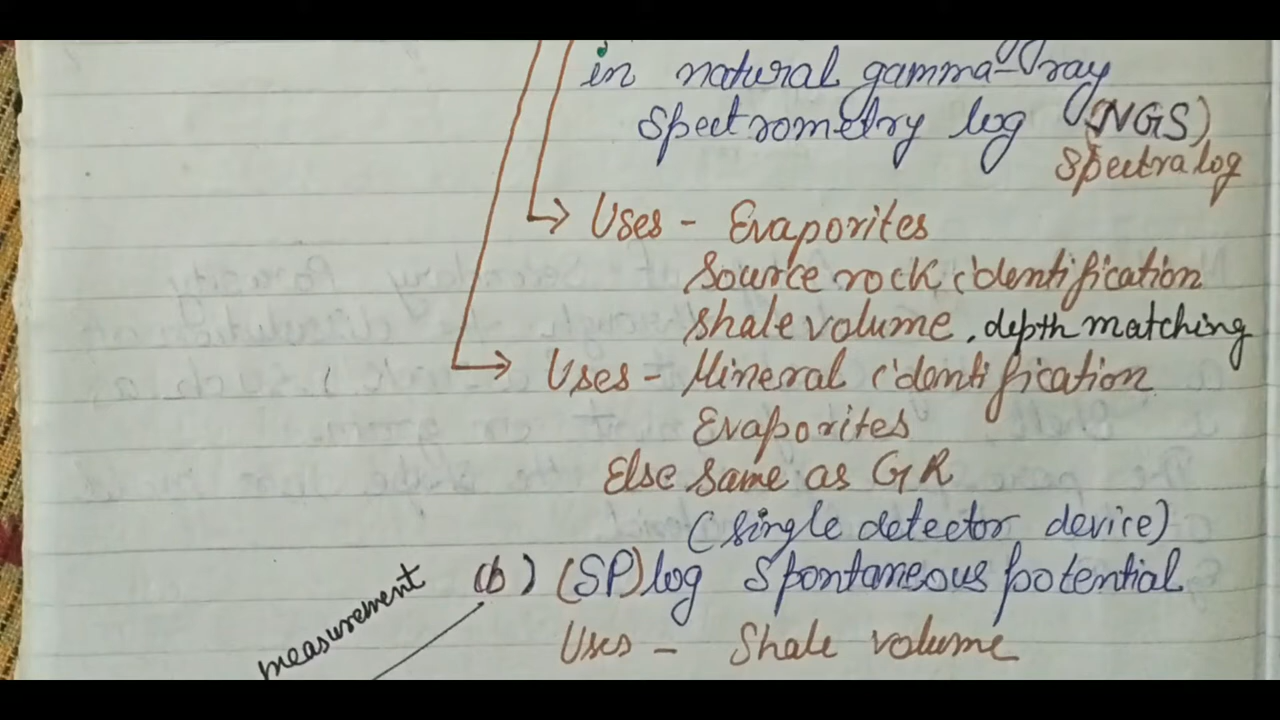 in natural gamma-ray
Spectrometry log (NGS)
Spectralog
Uses - Evaporites
Source rock identification
Shale volume, depth matching
Uses - Mineral identification
Evaporites
Else same as GR
(single detector device)
(b) (SP) log Spontaneous potential
measurement
Uses - Shale volume